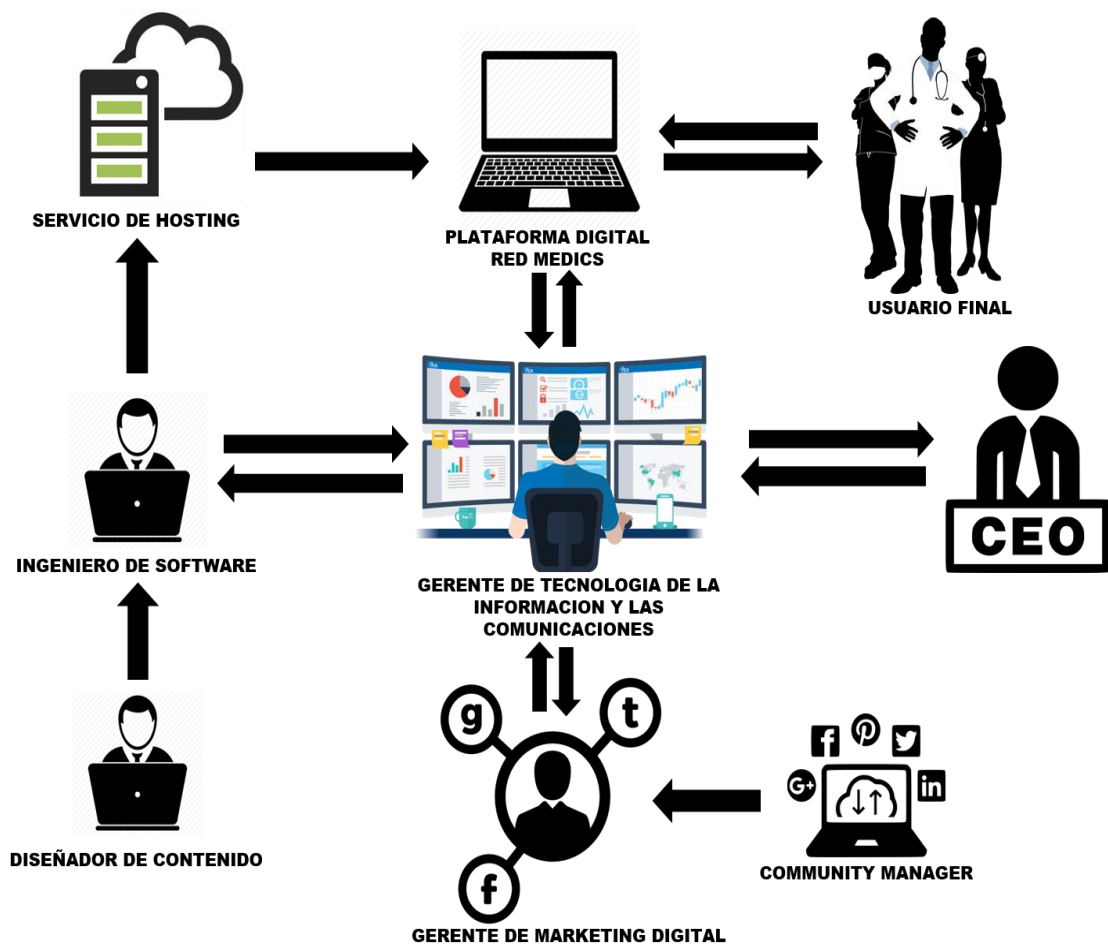 SERVICIO DE HOSTING
PLATAFORMA DIGITAL
RED MEDICS
USUARIO FINAL
INGENIERO DE SOFTWARE
GERENTE DE TECNOLOGIA DE LA
INFORMACION Y LAS
COMUNICACIONES
CEO
DISEÑADOR DE CONTENIDO
g
t
f
f
G+
in
COMMUNITY MANAGER
GERENTE DE MARKETING DIGITAL